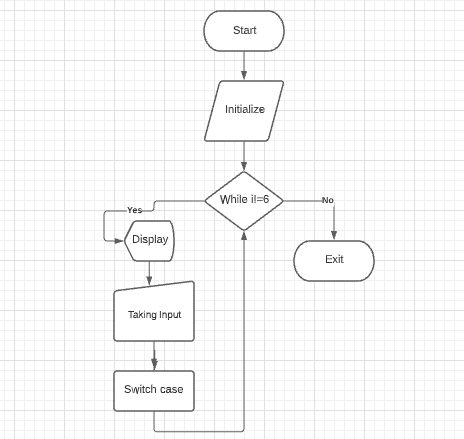 Start
Initialize
While i!=6
Yes
No
Display
Exit
Taking Input
Switch case